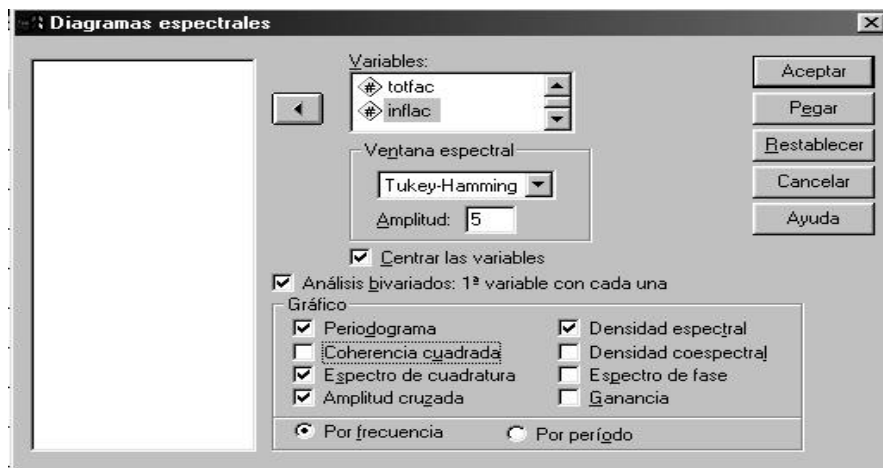 Diagramas espectrales
Variables:
totfac
inflac
Ventana espectral
Tukey-Hamming
Amplitud: 5
Centrar las variables
Análisis bivariados: 1ª variable con cada una
Gráfico
Periodograma
Densidad espectral
Coherencia cuadrada
Densidad coespectral
Espectro de cuadratura
Espectro de fase
Amplitud cruzada
Ganancia
Por frecuencia
Por período
Aceptar
Pegar
Restablecer
Cancelar
Ayuda